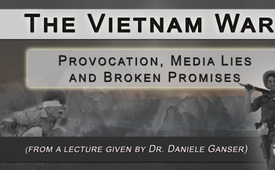 THE VIETNAM WAR
PROVOCATION, MEDIA LIES
AND BROKEN PROMISES
(FROM A LECTURE GIVEN BY DR. DANIELE GANSER)